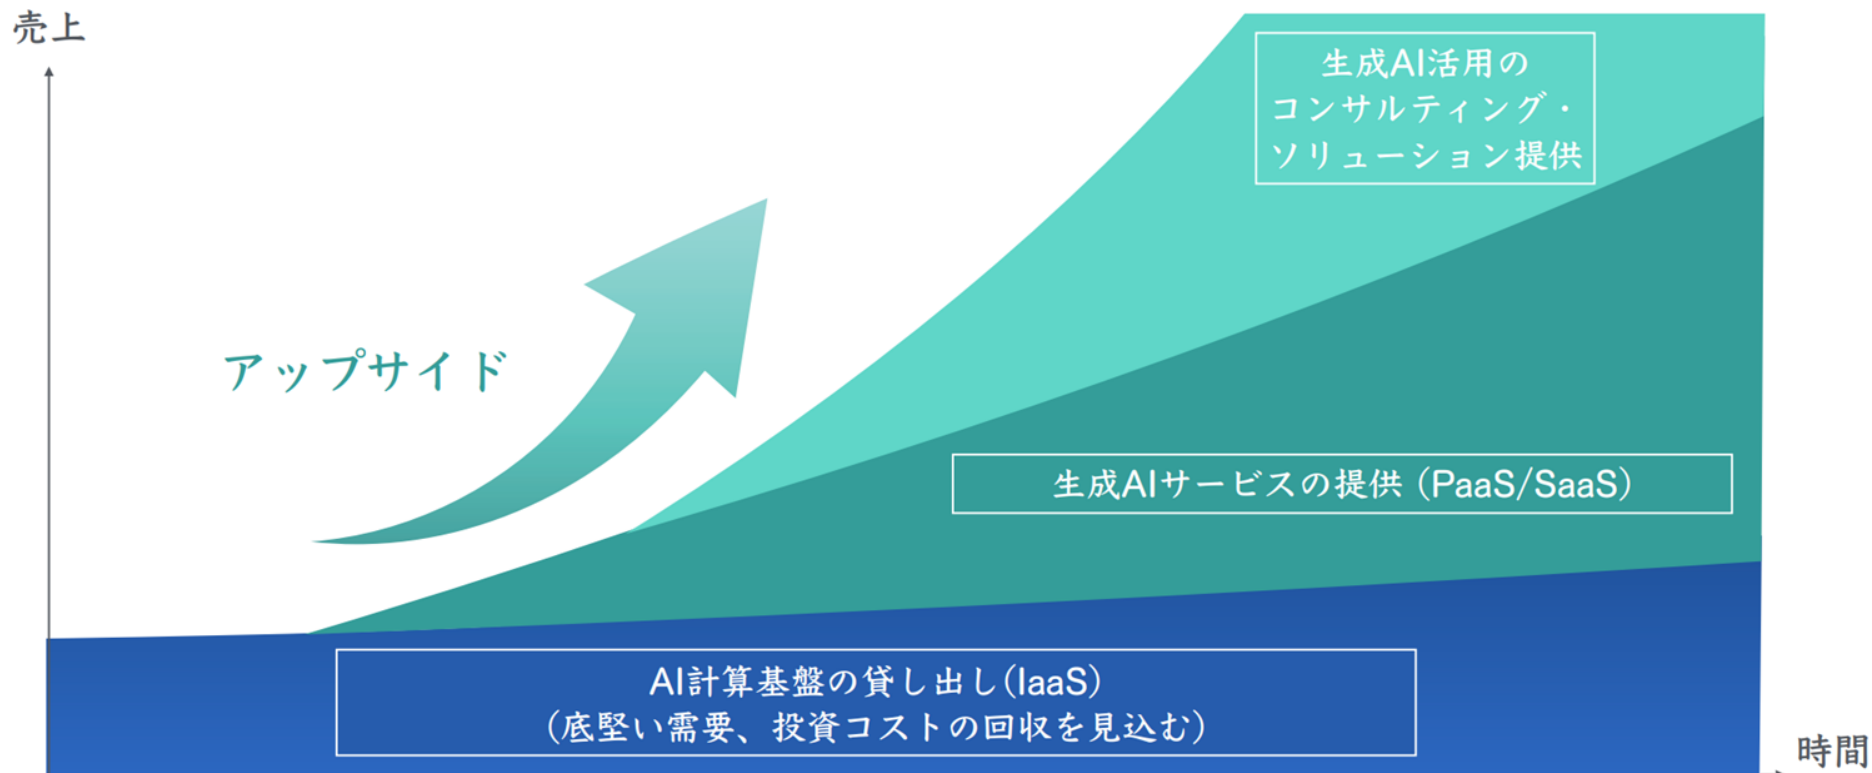 売上
生成AI活用の
コンサルティング・
ソリューション提供
アップサイド
生成AIサービスの提供 (PaaS/SaaS)
AI計算基盤の貸し出し(IaaS)
(底堅い需要、投資コストの回収を見込む)
時間